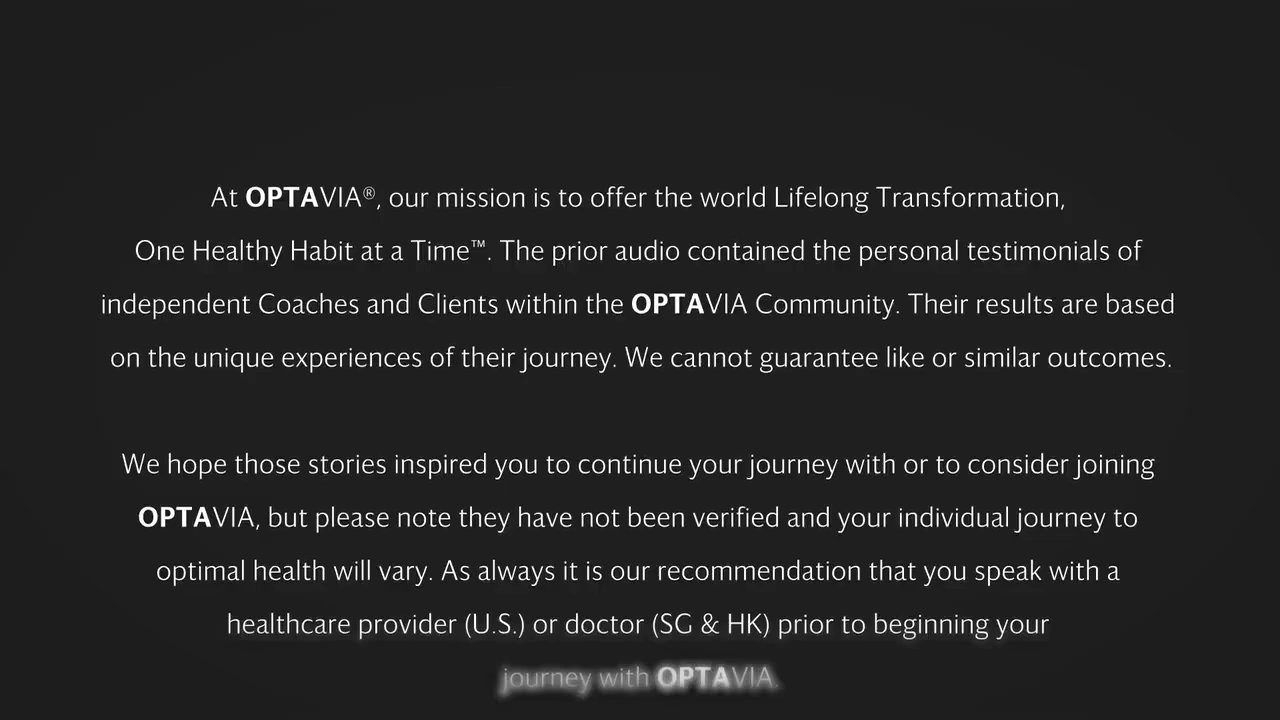 At OPTAVIA®, our mission is to offer the world Lifelong Transformation,
One Healthy Habit at a Time™. The prior audio contained the personal testimonials of
independent Coaches and Clients within the OPTAVIA Community. Their results are based
on the unique experiences of their journey. We cannot guarantee like or similar outcomes.
We hope those stories inspired you to continue your journey with or to consider joining
OPTAVIA, but please note they have not been verified and your individual journey to
optimal health will vary. As always it is our recommendation that you speak with a
healthcare provider (U.S.) or doctor (SG & HK) prior to beginning your
journey with OPTAVIA.